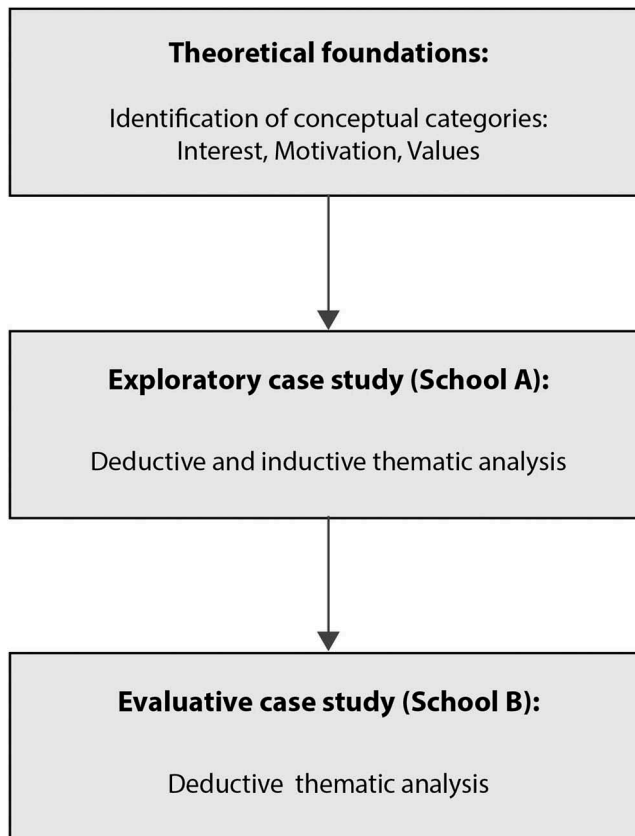 Theoretical foundations:
Identification of conceptual categories:
Interest, Motivation, Values
Exploratory case study (School A):
Deductive and inductive thematic analysis
Evaluative case study (School B):
Deductive thematic analysis